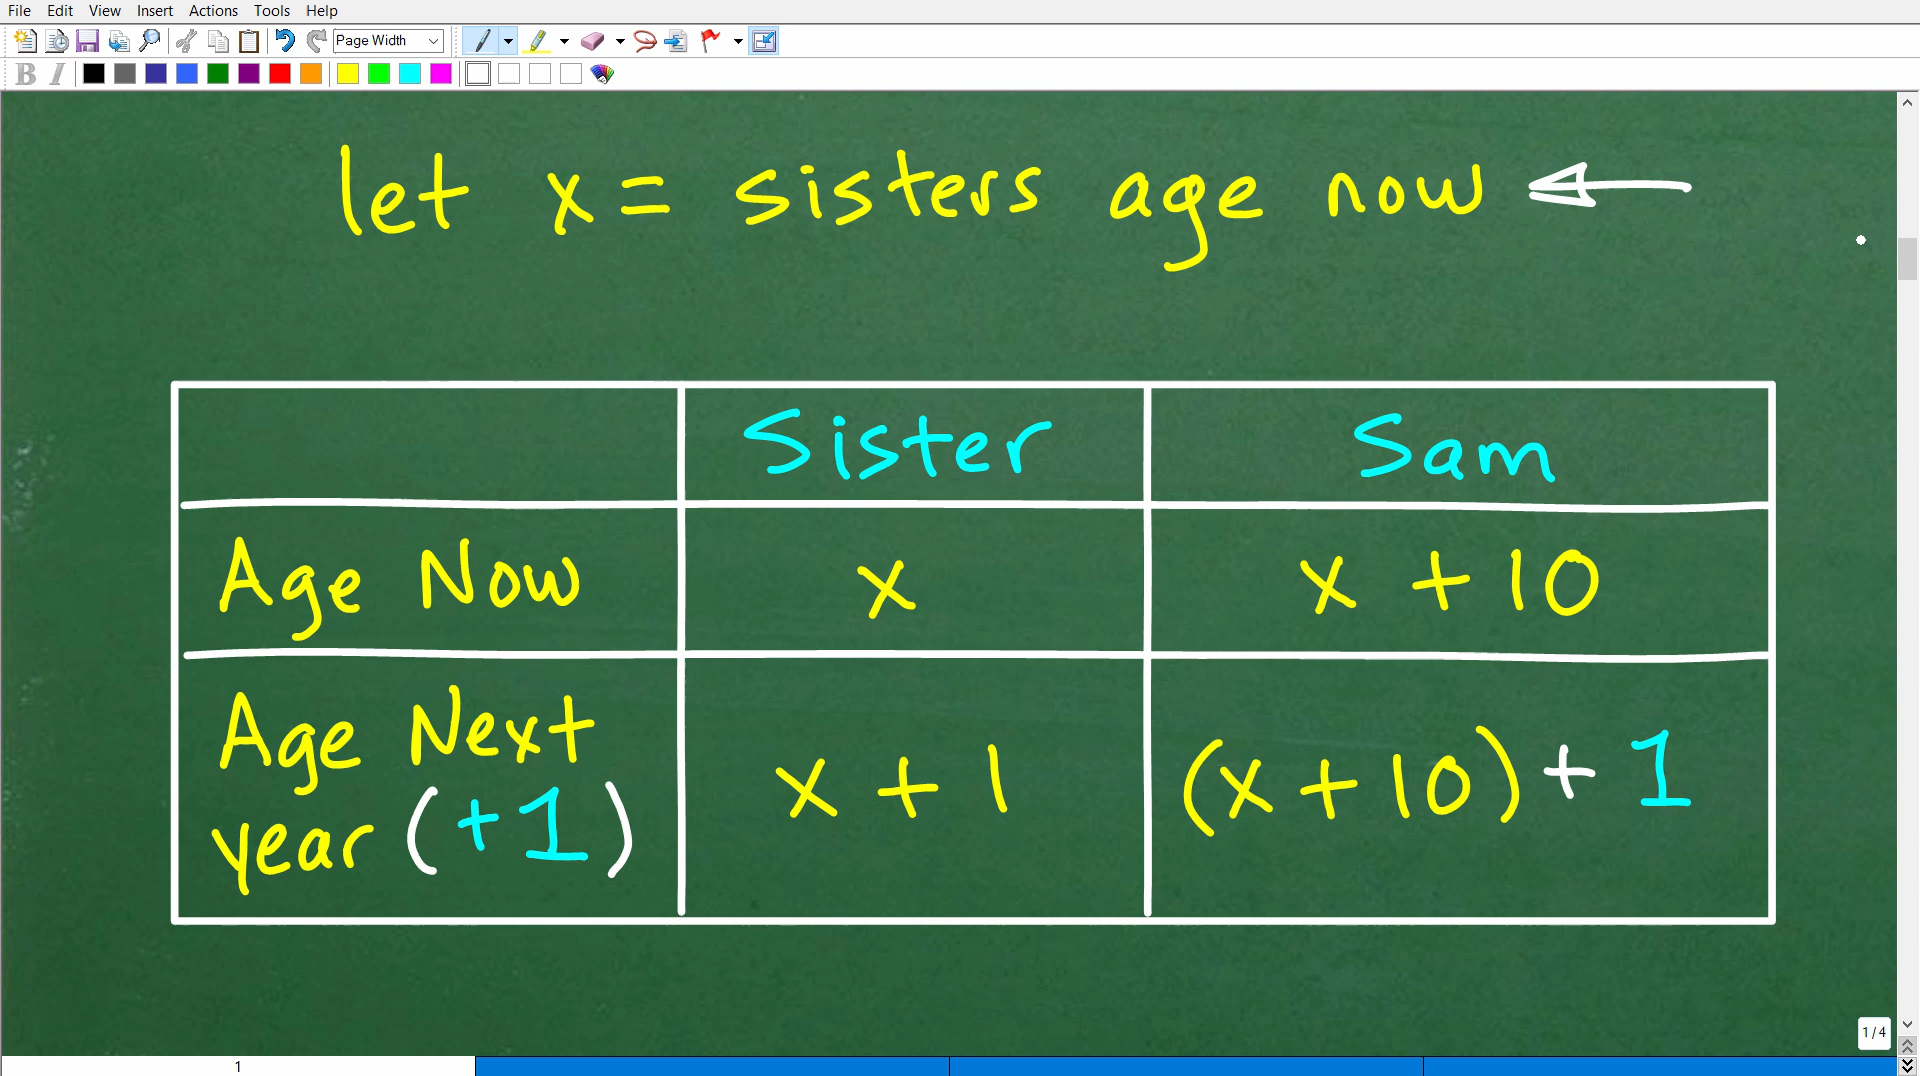 File Edit View Insert Actions Tools Help
Page Width
B I
let x = sisters age now
Sister Sam
Age Now x x + 10
Age Next
year (+1) x + 1 (x + 10) + 1
1 / 4
1